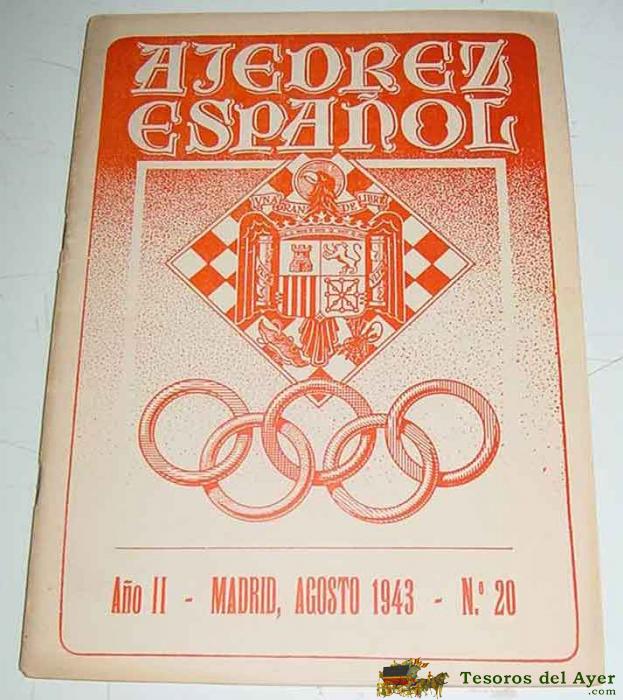 AJEDREZ
ESPAÑOL
UNA GRANDE LIBRE
Año II - MADRID, AGOSTO 1943 - N.º 20
Tesoros del Ayer
.com